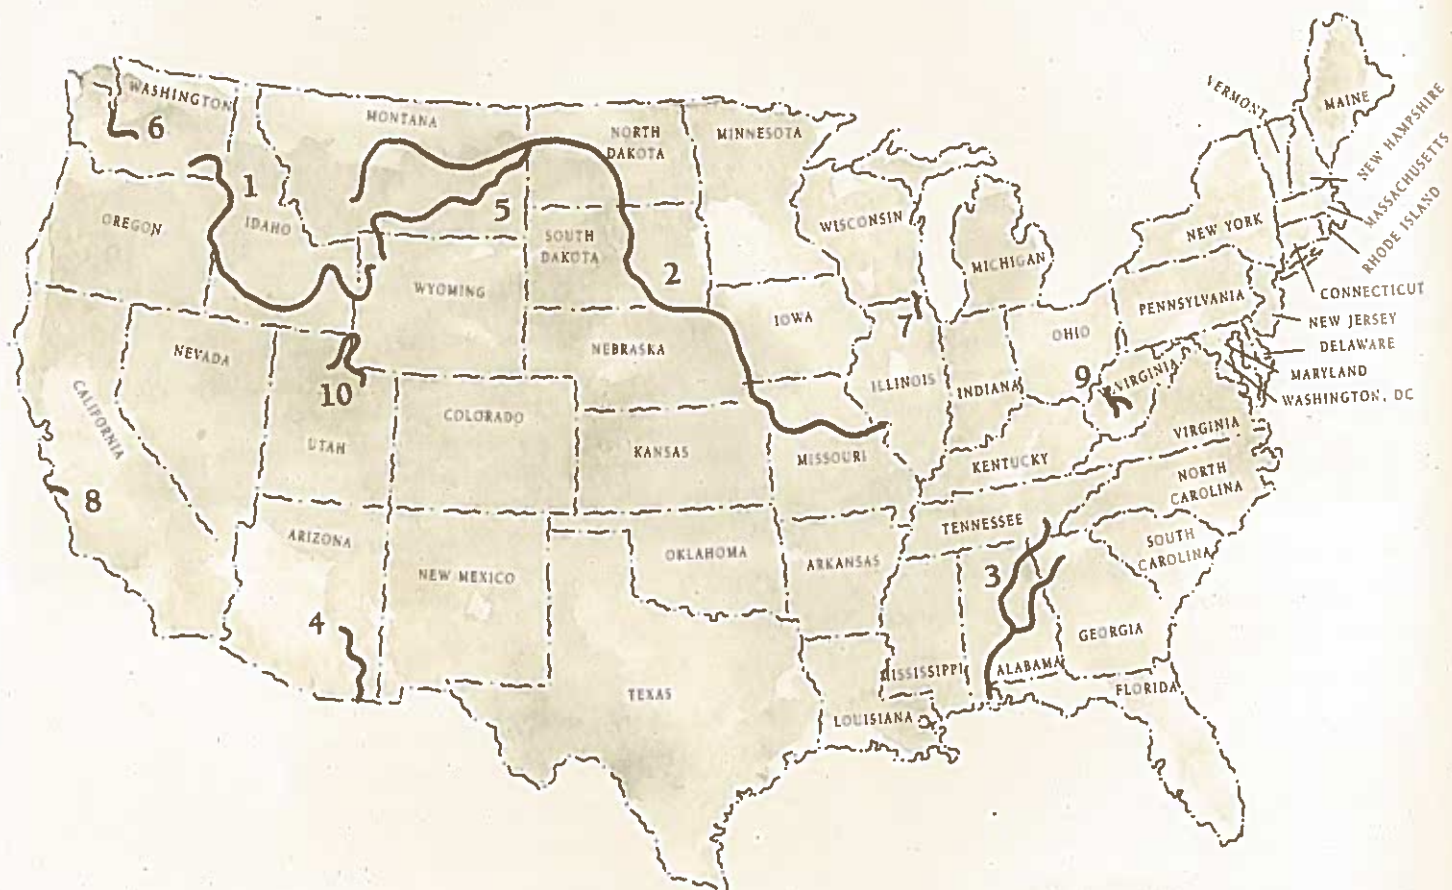 WASHINGTON
6
MONTANA
NORTH
DAKOTA
MINNESOTA
VERMONT
MAINE
NEW HAMPSHIRE
MASSACHUSETTS
RHODE ISLAND
1
IDAHO
OREGON
5
SOUTH
DAKOTA
2
WISCONSIN
MICHIGAN
NEW YORK
CONNECTICUT
NEW JERSEY
DELAWARE
MARYLAND
WASHINGTON, DC
PENNSYLVANIA
WYOMING
IOWA
7
OHIO
NEVADA
NEBRASKA
ILLINOIS
INDIANA
9
VIRGINIA
10
CALIFORNIA
UTAH
COLORADO
KANSAS
MISSOURI
KENTUCKY
VIRGINIA
8
NORTH
CAROLINA
TENNESSEE
SOUTH
CAROLINA
ARIZONA
NEW MEXICO
OKLAHOMA
ARKANSAS
3
4
GEORGIA
MISSISSIPPI
ALABAMA
FLORIDA
TEXAS
LOUISIANA